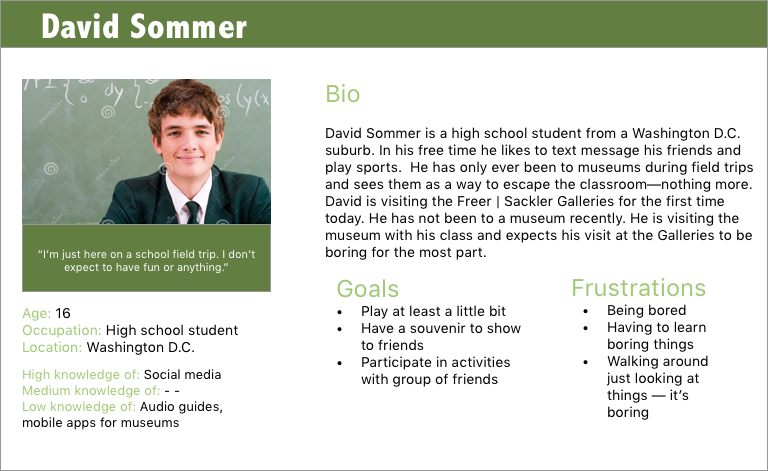 David Sommer
dy
"I'm just here on a school field trip. I don't
expect to have fun or anything."
Age: 16
Occupation: High school student
Location: Washington D.C.
High knowledge of: Social media
Medium knowledge of: - -
Low knowledge of: Audio guides,
mobile apps for museums
Bio
David Sommer is a high school student from a Washington D.C.
suburb. In his free time he likes to text message his friends and
play sports.  He has only ever been to museums during field trips
and sees them as a way to escape the classroom—nothing more.
David is visiting the Freer | Sackler Galleries for the first time
today. He has not been to a museum recently. He is visiting the
museum with his class and expects his visit at the Galleries to be
boring for the most part.
Goals
• Play at least a little bit
• Have a souvenir to show
to friends
• Participate in activities
with group of friends
Frustrations
• Being bored
• Having to learn
boring things
• Walking around
just looking at
things — it's
boring